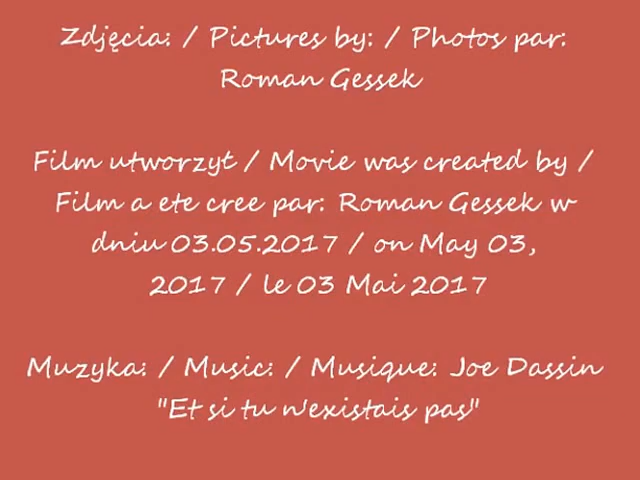 Zdjęcia: / Pictures by: / Photos par:
Roman Gessek
Film utworzyt / Movie was created by /
Film a ete cree par: Roman Gessek w
dniu 03.05.2017 / on May 03,
2017 / le 03 Mai 2017
Muzyka: / Music: / Musique: Joe Dassin
"Et si tu n'existais pas"